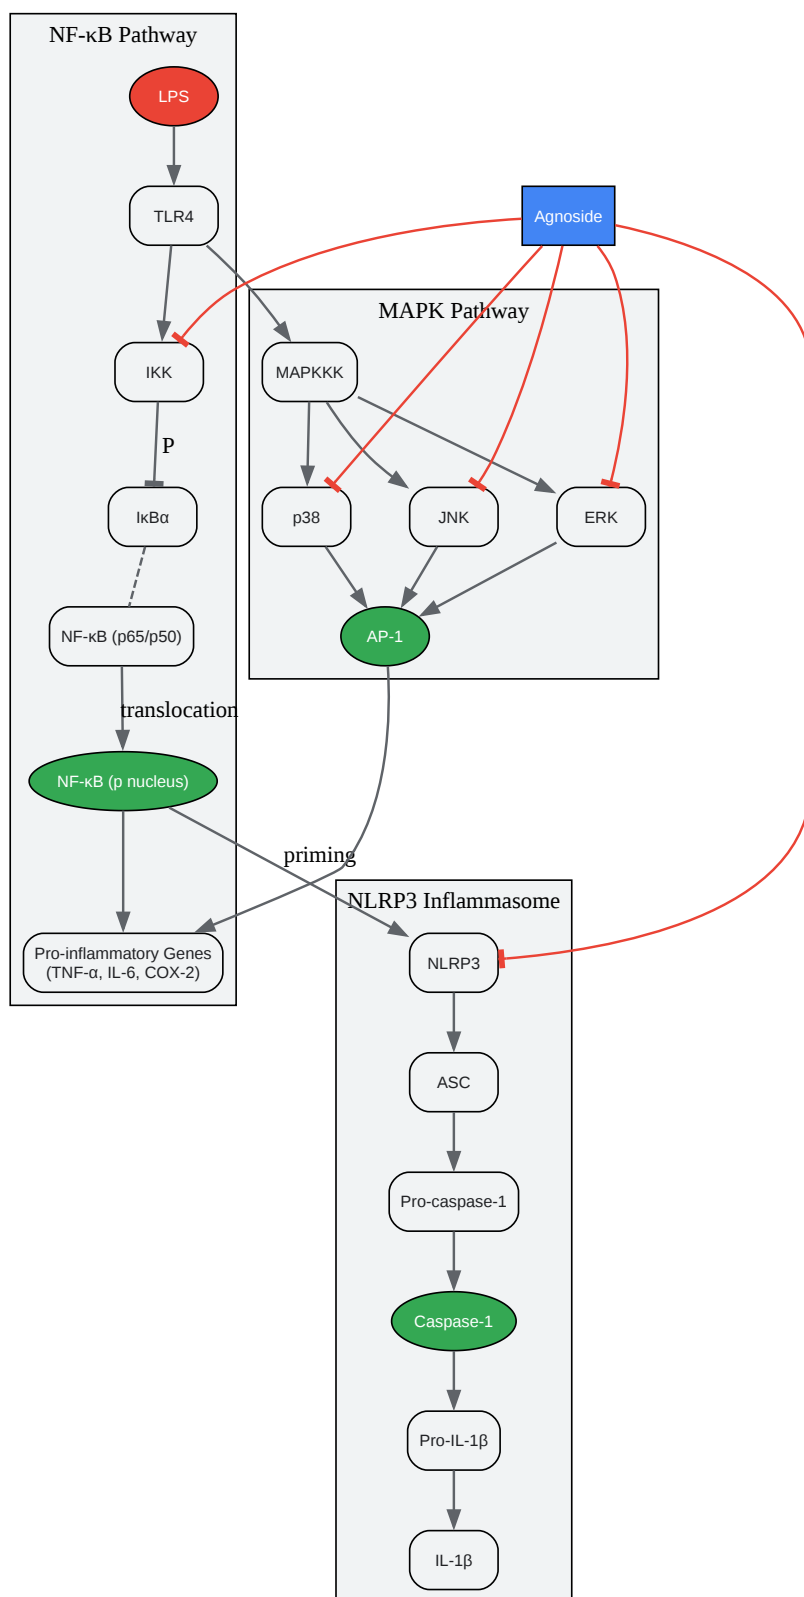 NF-κB Pathway
LPS
TLR4
Agnoside
MAPK Pathway
IKK
MAPKKK
P
IκBα
p38
JNK
ERK
NF-κB (p65/p50)
AP-1
translocation
NF-κB (p nucleus)
priming
NLRP3 Inflammasome
Pro-inflammatory Genes
(TNF-α, IL-6, COX-2)
NLRP3
ASC
Pro-caspase-1
Caspase-1
Pro-IL-1β
IL-1β